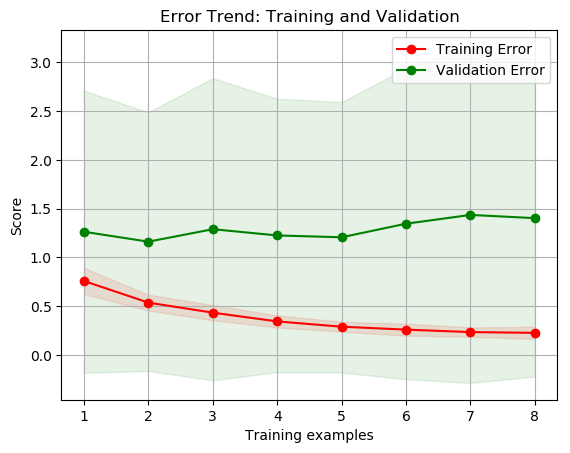 Error Trend: Training and Validation
Training Error
Validation Error
Score
3.0
2.5
2.0
1.5
1.0
0.5
0.0
1 2 3 4 5 6 7 8
Training examples